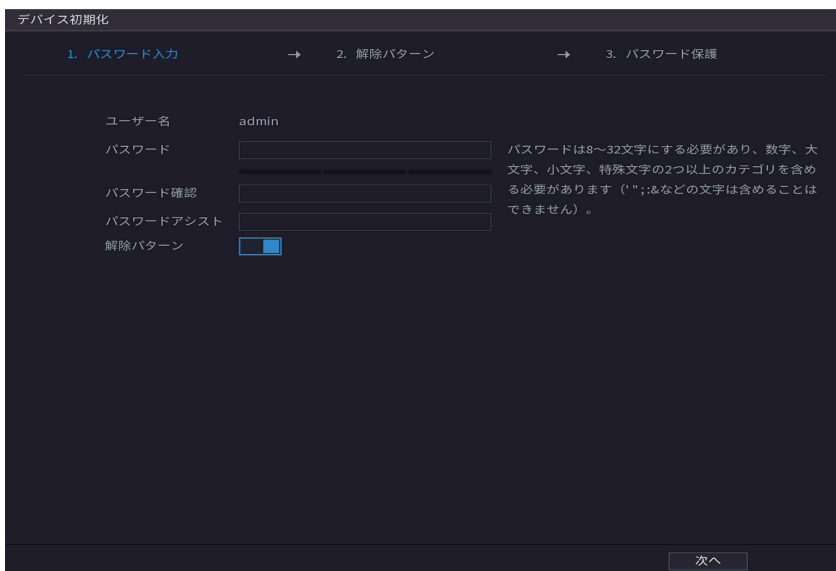 デバイス初期化
1. パスワード入力 → 2. 解除パターン → 3. パスワード保護
ユーザー名 admin
パスワード
パスワードは8～32文字にする必要があり、数字、大
文字、小文字、特殊文字の2つ以上のカテゴリを含め
る必要があります（' ";:&などの文字は含めることは
できません）。
パスワード確認
パスワードアシスト
解除パターン
次へ